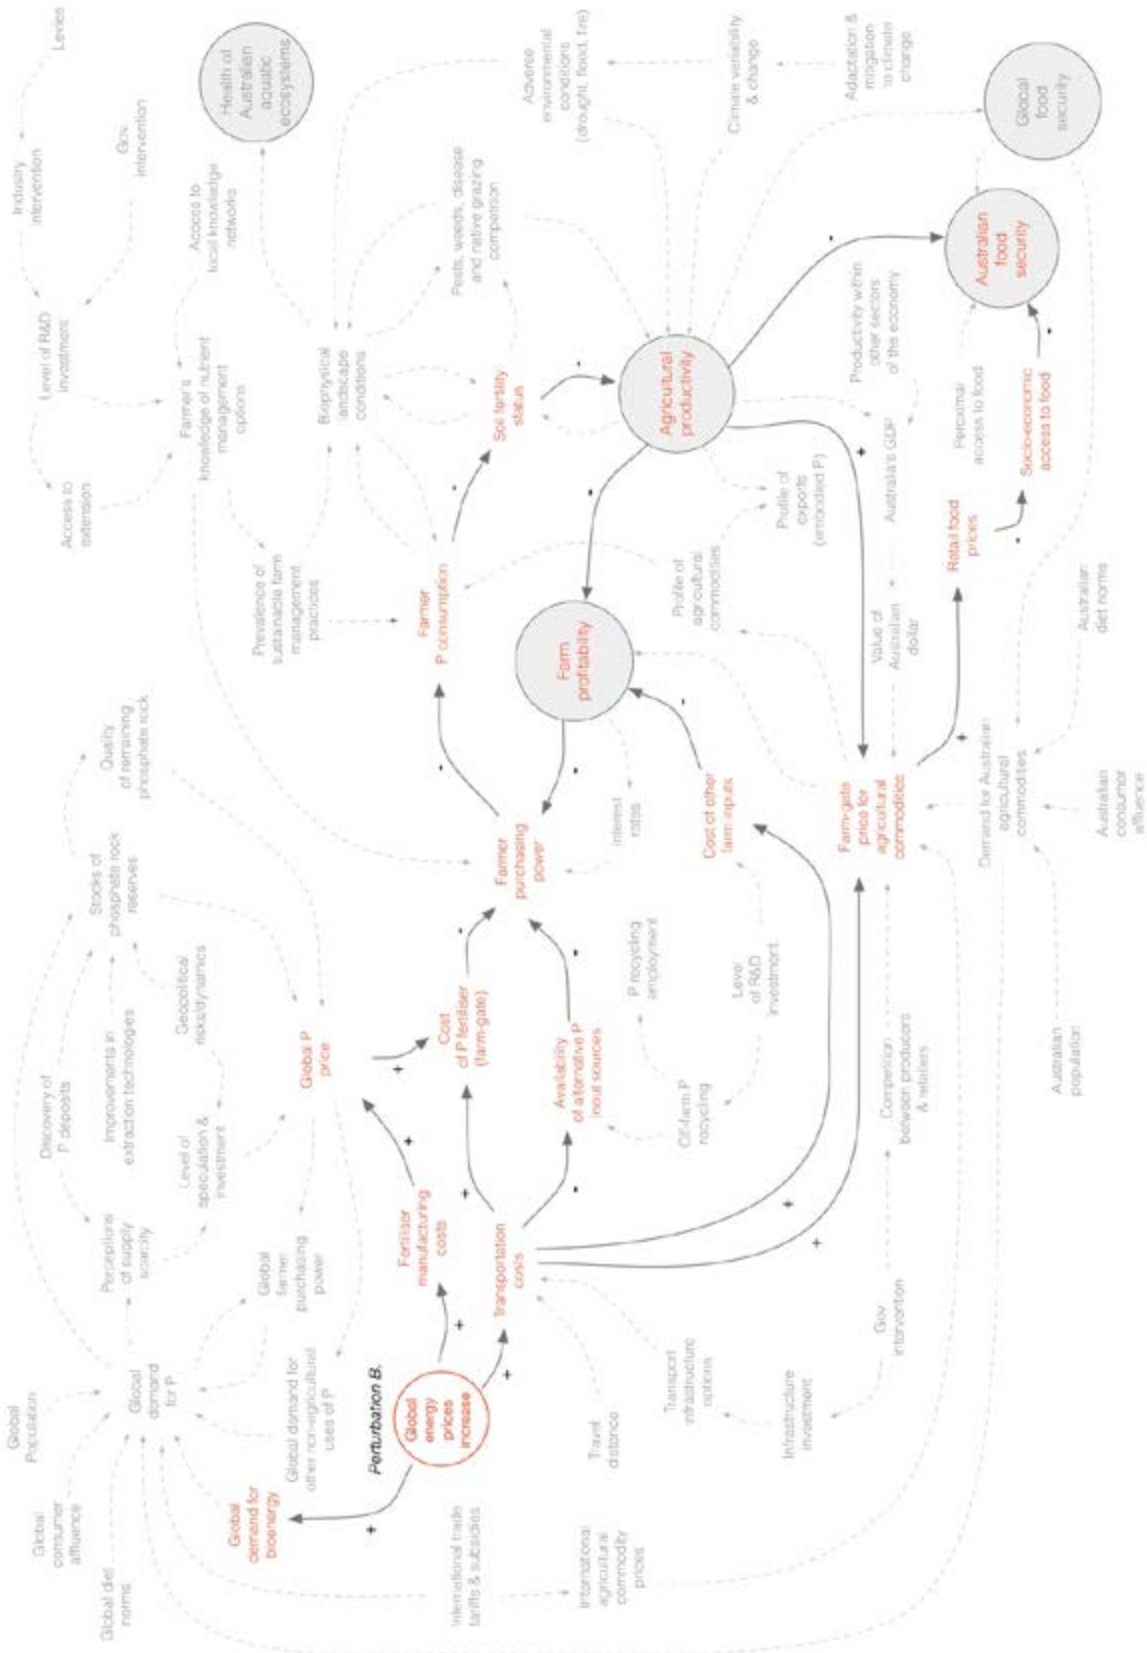 Global
Population
Global
consumer
affluence
Global diet
norms
Global
demand
for P
Perceptions
of supply
scarcity
Discovery of
P deposits
Improvements in
extraction technologies
Stocks of
phosphate rock
reserves
Quality
of remaining
phosphate rock
Geopolitical
risks/dynamics
Level of
speculation &
investment
Global
farmer
purchasing
power
Global demand for
other non-agricultural
uses of P
Global
demand for
bioenergy
+
Perturbation B.
Global
energy
prices
increase
+
+
Fertiliser
manufacturing
costs
+
Global P
price
+
Cost
of P fertiliser
(farm-gate)
+
-
Transportation
costs
-
Availability
of alternative P
input sources
-
Farmer
purchasing
power
-
-
Farmer
P consumption
-
Soil fertility
status
-
Industry
intervention
Levies
Gov.
intervention
Level of R&D
investment
Access to
extension
Access to
local knowledge
networks
Farmer's
knowledge of nutrient
management
options
Prevalence of
sustainable farm
management
practices
Biophysical
landscape
conditions
Health of
Australian
aquatic
ecosystems
Pests, weeds, disease
and native grazing
competition
Adverse
environmental
conditions
(drought, flood, fire)
Climate variability
& change
Adaptation &
mitigation
to climate
change
International trade
tariffs & subsidies
International
agricultural
commodity
prices
Travel
distance
Transport
infrastructure
options
Infrastructure
investment
Gov
intervention
Off-farm P
recycling
P recycling
employment
Level
of R&D
investment
Interest
rates
Cost of other
farm inputs
+
-
Farm
profitability
-
Agricultural
productivity
-
+
+
Profile of
agricultural
commodities
Profile of
exports
(embodied P)
Productivity within
other sectors
of the economy
Australia's GDP
Value of
Australian
dollar
Competition
between producers
& retailers
Farm-gate
price for
agricultural
commodities
+
Retail food
prices
-
Socio-economic
access to food
-
Peroximal
access to food
Australian
food
security
Global
food
security
Demand for Australian
agricultural
commodities
Australian
population
Australian
consumer
affluence
Australian
diet norms